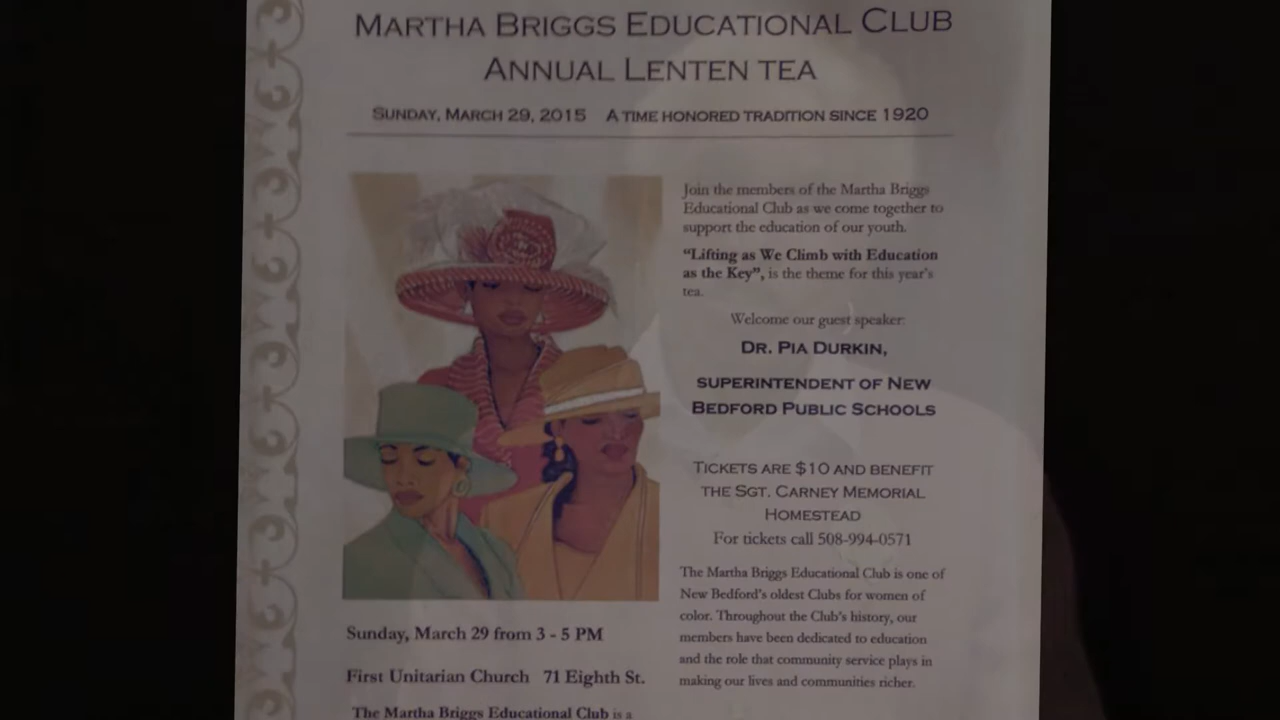 MARTHA BRIGGS EDUCATIONAL CLUB
ANNUAL LENTEN TEA
SUNDAY, MARCH 29, 2015 A TIME HONORED TRADITION SINCE 1920
Join the members of the Martha Briggs
Educational Club as we come together to
support the education of our youth.
“Lifting as We Climb with Education
as the Key”, is the theme for this year's
tea.
Welcome our guest speaker:
DR. PIA DURKIN,
SUPERINTENDENT OF NEW
BEDFORD PUBLIC SCHOOLS
TICKETS ARE $10 AND BENEFIT
THE SGT. CARNEY MEMORIAL
HOMESTEAD
For tickets call 508-994-0571
The Martha Briggs Educational Club is one of
New Bedford's oldest Clubs for women of
color. Throughout the Club's history, our
members have been dedicated to education
and the role that community service plays in
making our lives and communities richer.
Sunday, March 29 from 3 - 5 PM
First Unitarian Church 71 Eighth St.
The Martha Briggs Educational Club is a